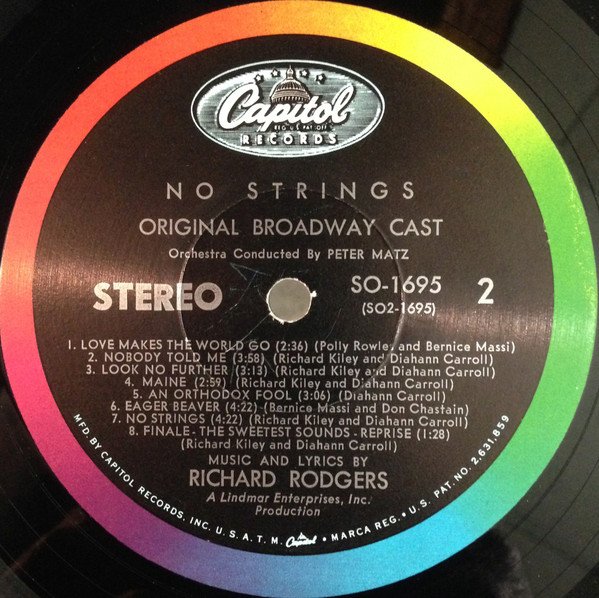 Capitol
REG. U.S. PAT. OFF.
RECORDS
NO STRINGS
ORIGINAL BROADWAY CAST
Orchestra Conducted By PETER MATZ
STEREO
SO-1695
(SO2-1695)
2
1. LOVE MAKES THE WORLD GO (2:36) (Polly Rowles and Bernice Massi)
2. NOBODY TOLD ME (3:58) (Richard Kiley and Diahann Carroll)
3. LOOK NO FURTHER (3:13) (Richard Kiley and Diahann Carroll)
4. MAINE (2:59) (Richard Kiley and Diahann Carroll)
5. AN ORTHODOX FOOL (3:06) (Diahann Carroll)
6. EAGER BEAVER (4:22) (Bernice Massi and Don Chastain)
7. NO STRINGS (4:22) (Richard Kiley and Diahann Carroll)
8. FINALE - THE SWEETEST SOUNDS - REPRISE (1:28)
(Richard Kiley and Diahann Carroll)
MUSIC AND LYRICS BY
RICHARD RODGERS
A Lindmar Enterprises, Inc.
Production
MFD. BY CAPITOL RECORDS, INC. U.S.A. T.M. Capitol • MARCA REG. • U.S. PAT. NO. 2,631,859